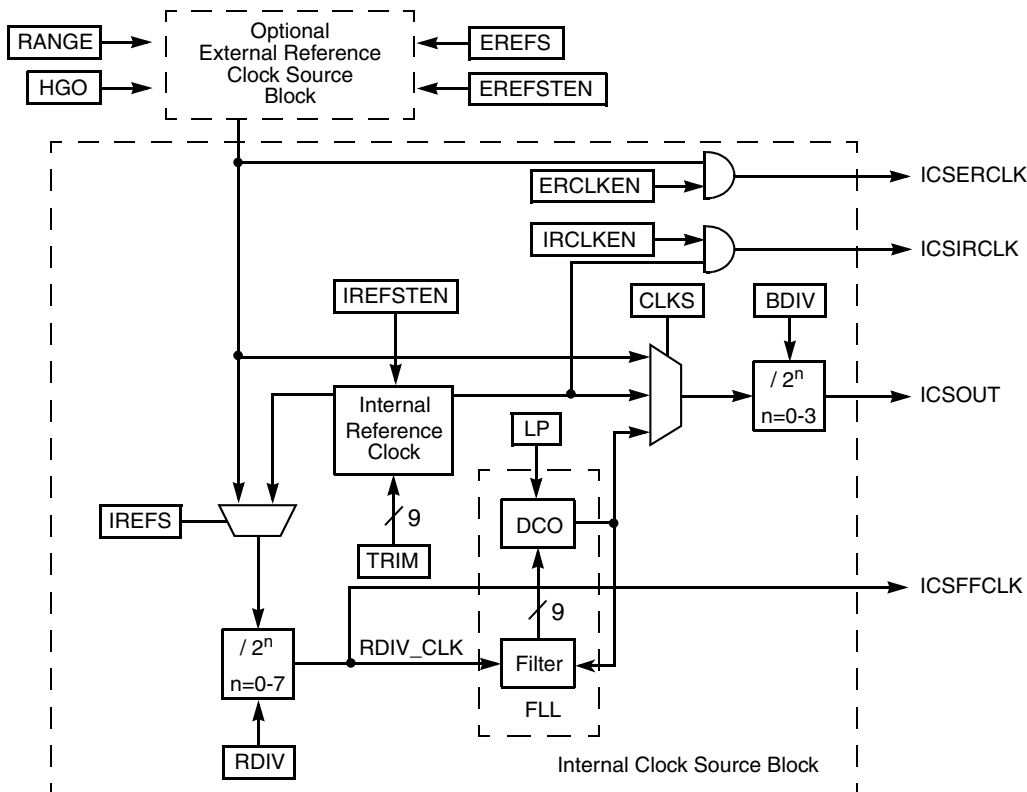 RANGE
HGO
Optional
External Reference
Clock Source
Block
EREFS
EREFSTEN
ERCLKEN
ICSERCLK
IRCLKEN
ICSIRCLK
IREFSTEN
CLKS
BDIV
Internal
Reference
Clock
/ 2ⁿ
n=0-3
ICSOUT
LP
IREFS
9
TRIM
DCO
9
ICSFFCLK
/ 2ⁿ
n=0-7
RDIV_CLK
Filter
FLL
RDIV
Internal Clock Source Block